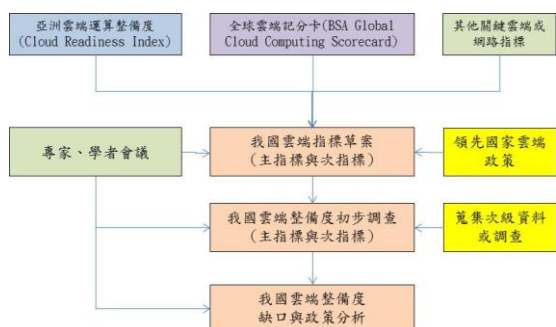 亞洲雲端運算整備度
(Cloud Readiness Index)
全球雲端記分卡(BSA Global
Cloud Computing Scorecard)
其他關鍵雲端或
網路指標
專家、學者會議
我國雲端指標草案
(主指標與次指標)
領先國家雲端
政策
我國雲端整備度初步調查
(主指標與次指標)
蒐集次級資料
或調查
我國雲端整備度
缺口與政策分析